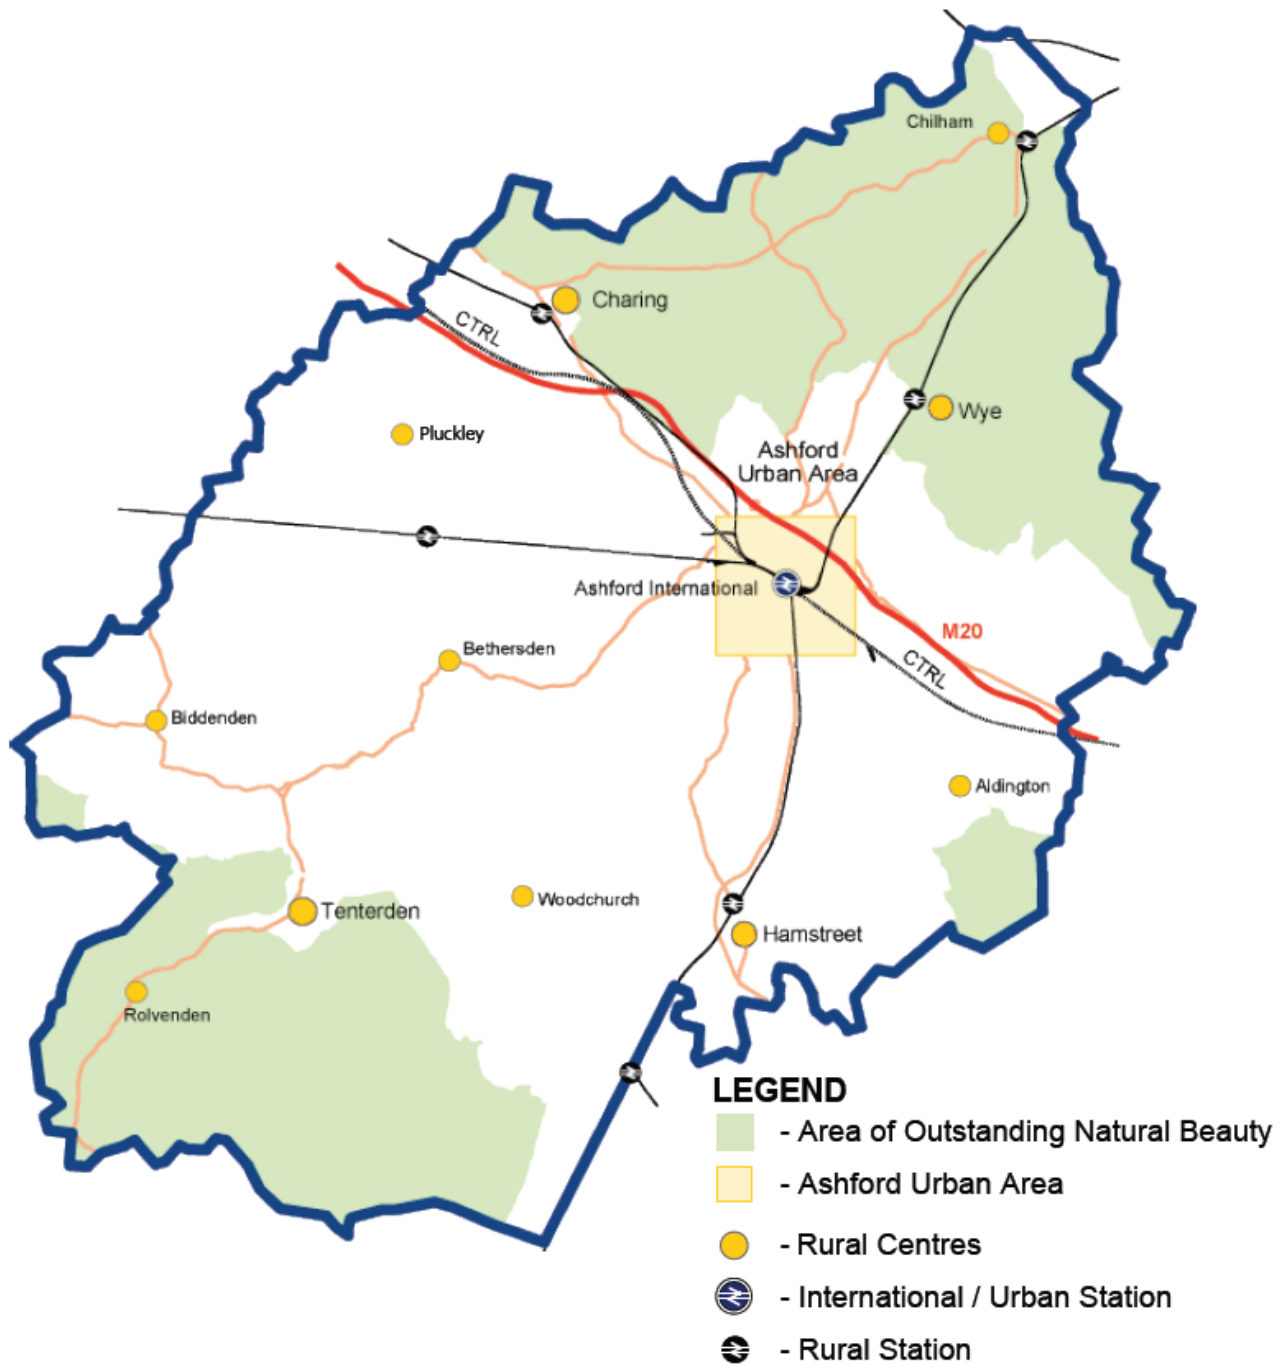 Chilham
Charing
CTRL
Wye
Pluckley
Ashford
Urban Area
Ashford International
M20
Bethersden
CTRL
Biddenden
Aldington
Woodchurch
Tenterden
Hamstreet
Rolvenden
LEGEND
- Area of Outstanding Natural Beauty
- Ashford Urban Area
- Rural Centres
- International / Urban Station
- Rural Station